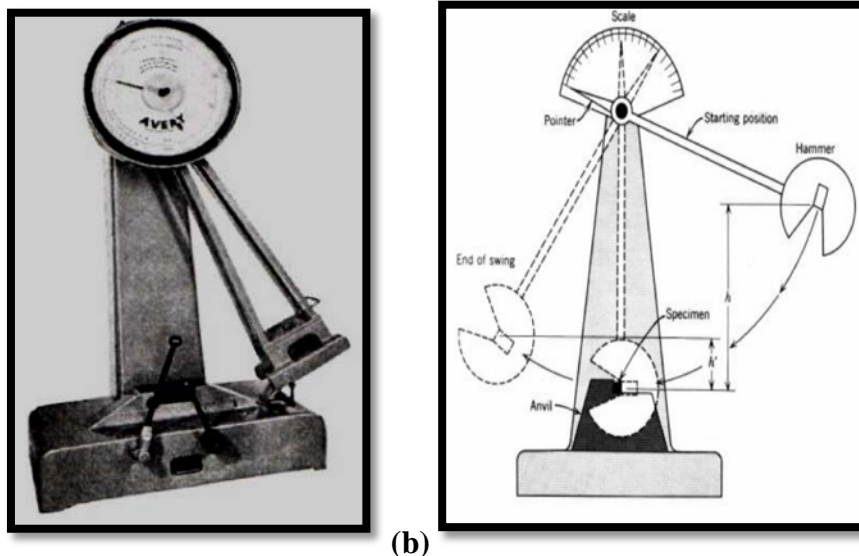 AVERY
Scale
Pointer
Starting position
Hammer
End of swing
h
Specimen
h'
Anvil
(b)